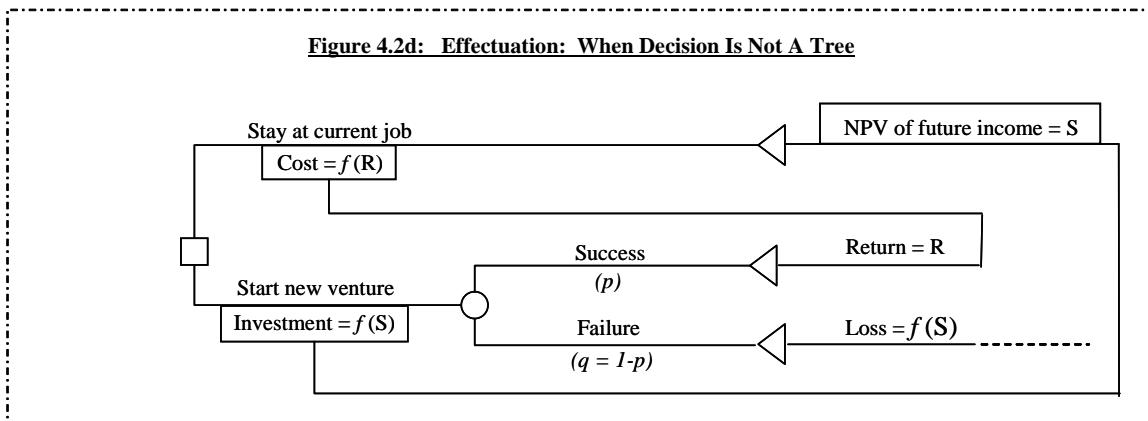 Figure 4.2d: Effectuation: When Decision Is Not A Tree
Stay at current job
NPV of future income = S
Cost = f (R)
Success
Return = R
(p)
Start new venture
Investment = f (S)
Failure
Loss = f (S)
(q = 1-p)